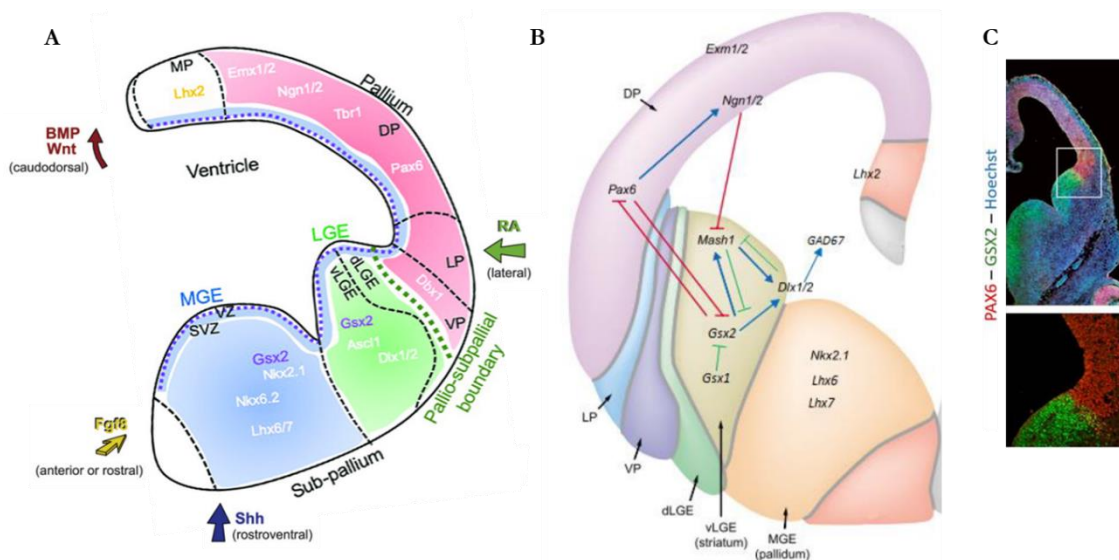 A
MP
Lhx2
Emx1/2
Ngn1/2
Tbr1
Pallium
DP
Pax6
BMP
Wnt
(caudodorsal)
Ventricle
LGE
dLGE
vLGE
LP
Dbx1
VP
RA
(lateral)
MGE
VZ
SVZ
Gsx2
Ascl1
Dlx1/2
Gsx2
Nkx2.1
Nkx6.2
Lhx6/7
Pallio-subpallial
boundary
Fgf8
(anterior or rostral)
Sub-pallium
Shh
(rostroventral)
B
Exm1/2
DP
Ngn1/2
Pax6
Lhx2
Mash1
GAD67
Dlx1/2
Gsx2
Gsx1
Nkx2.1
Lhx6
Lhx7
LP
VP
dLGE
vLGE
(striatum)
MGE
(pallidum)
C
PAX6 – GSX2 – Hoechst